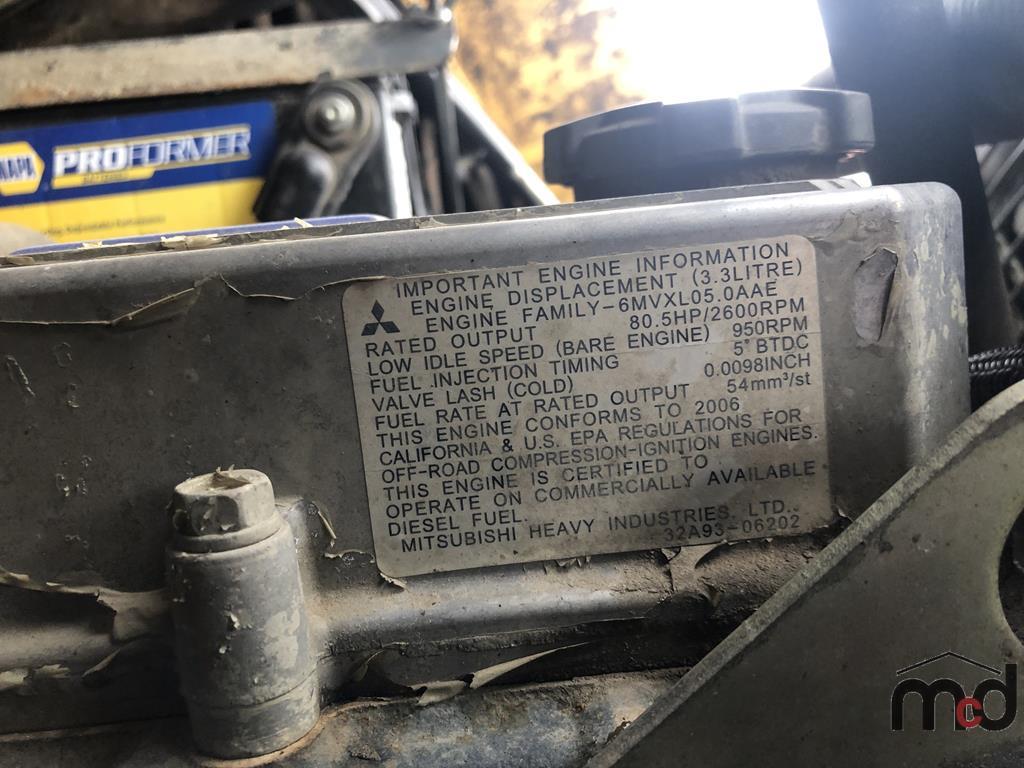 NAPA
PROFORMER
BATTERIES
IMPORTANT ENGINE INFORMATION
ENGINE DISPLACEMENT (3.3LITRE)
ENGINE FAMILY-6MVXL05.0AAE
RATED OUTPUT 80.5HP/2600RPM
LOW IDLE SPEED (BARE ENGINE) 950RPM
FUEL INJECTION TIMING 5° BTDC
VALVE LASH (COLD) 0.0098INCH
FUEL RATE AT RATED OUTPUT 54mm³/st
THIS ENGINE CONFORMS TO 2006
CALIFORNIA & U.S. EPA REGULATIONS FOR
OFF-ROAD COMPRESSION-IGNITION ENGINES.
THIS ENGINE IS CERTIFIED TO
OPERATE ON COMMERCIALLY AVAILABLE
DIESEL FUEL.
MITSUBISHI HEAVY INDUSTRIES, LTD.
32A93-06202
mcd